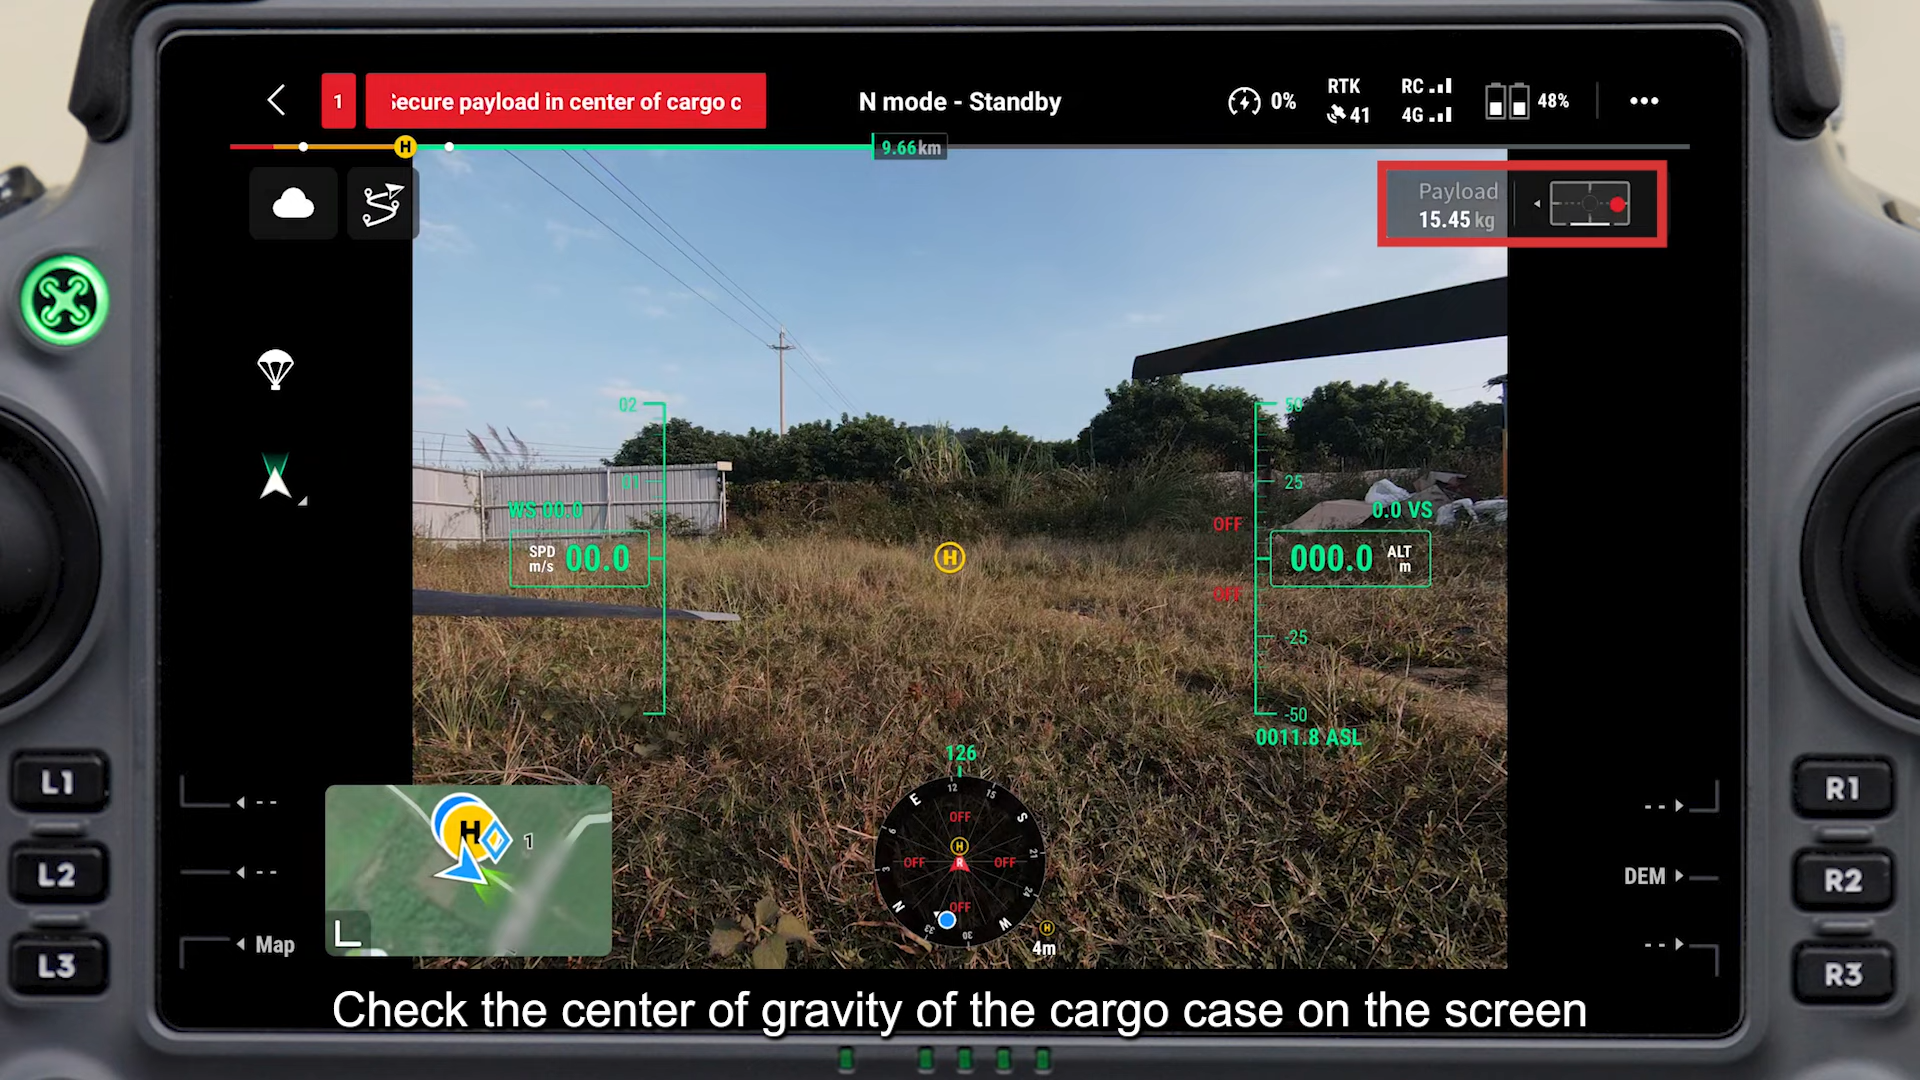 1
Secure payload in center of cargo c
N mode - Standby
0%
RTK
41
RC
4G
48%
H
9.66km
Payload
15.45 kg
02
50
01
25
WS 00.0
0.0 VS
OFF
SPD
m/s
00.0
H
000.0
ALT
m
OFF
-25
-50
0011.8 ASL
126
12
15
E
S
6
OFF
H
21
OFF
R
OFF
3
24
OFF
N
W
33
30
H
4m
H
1
L
L1
--
L2
--
L3
Map
R1
--
R2
DEM
R3
--
Check the center of gravity of the cargo case on the screen